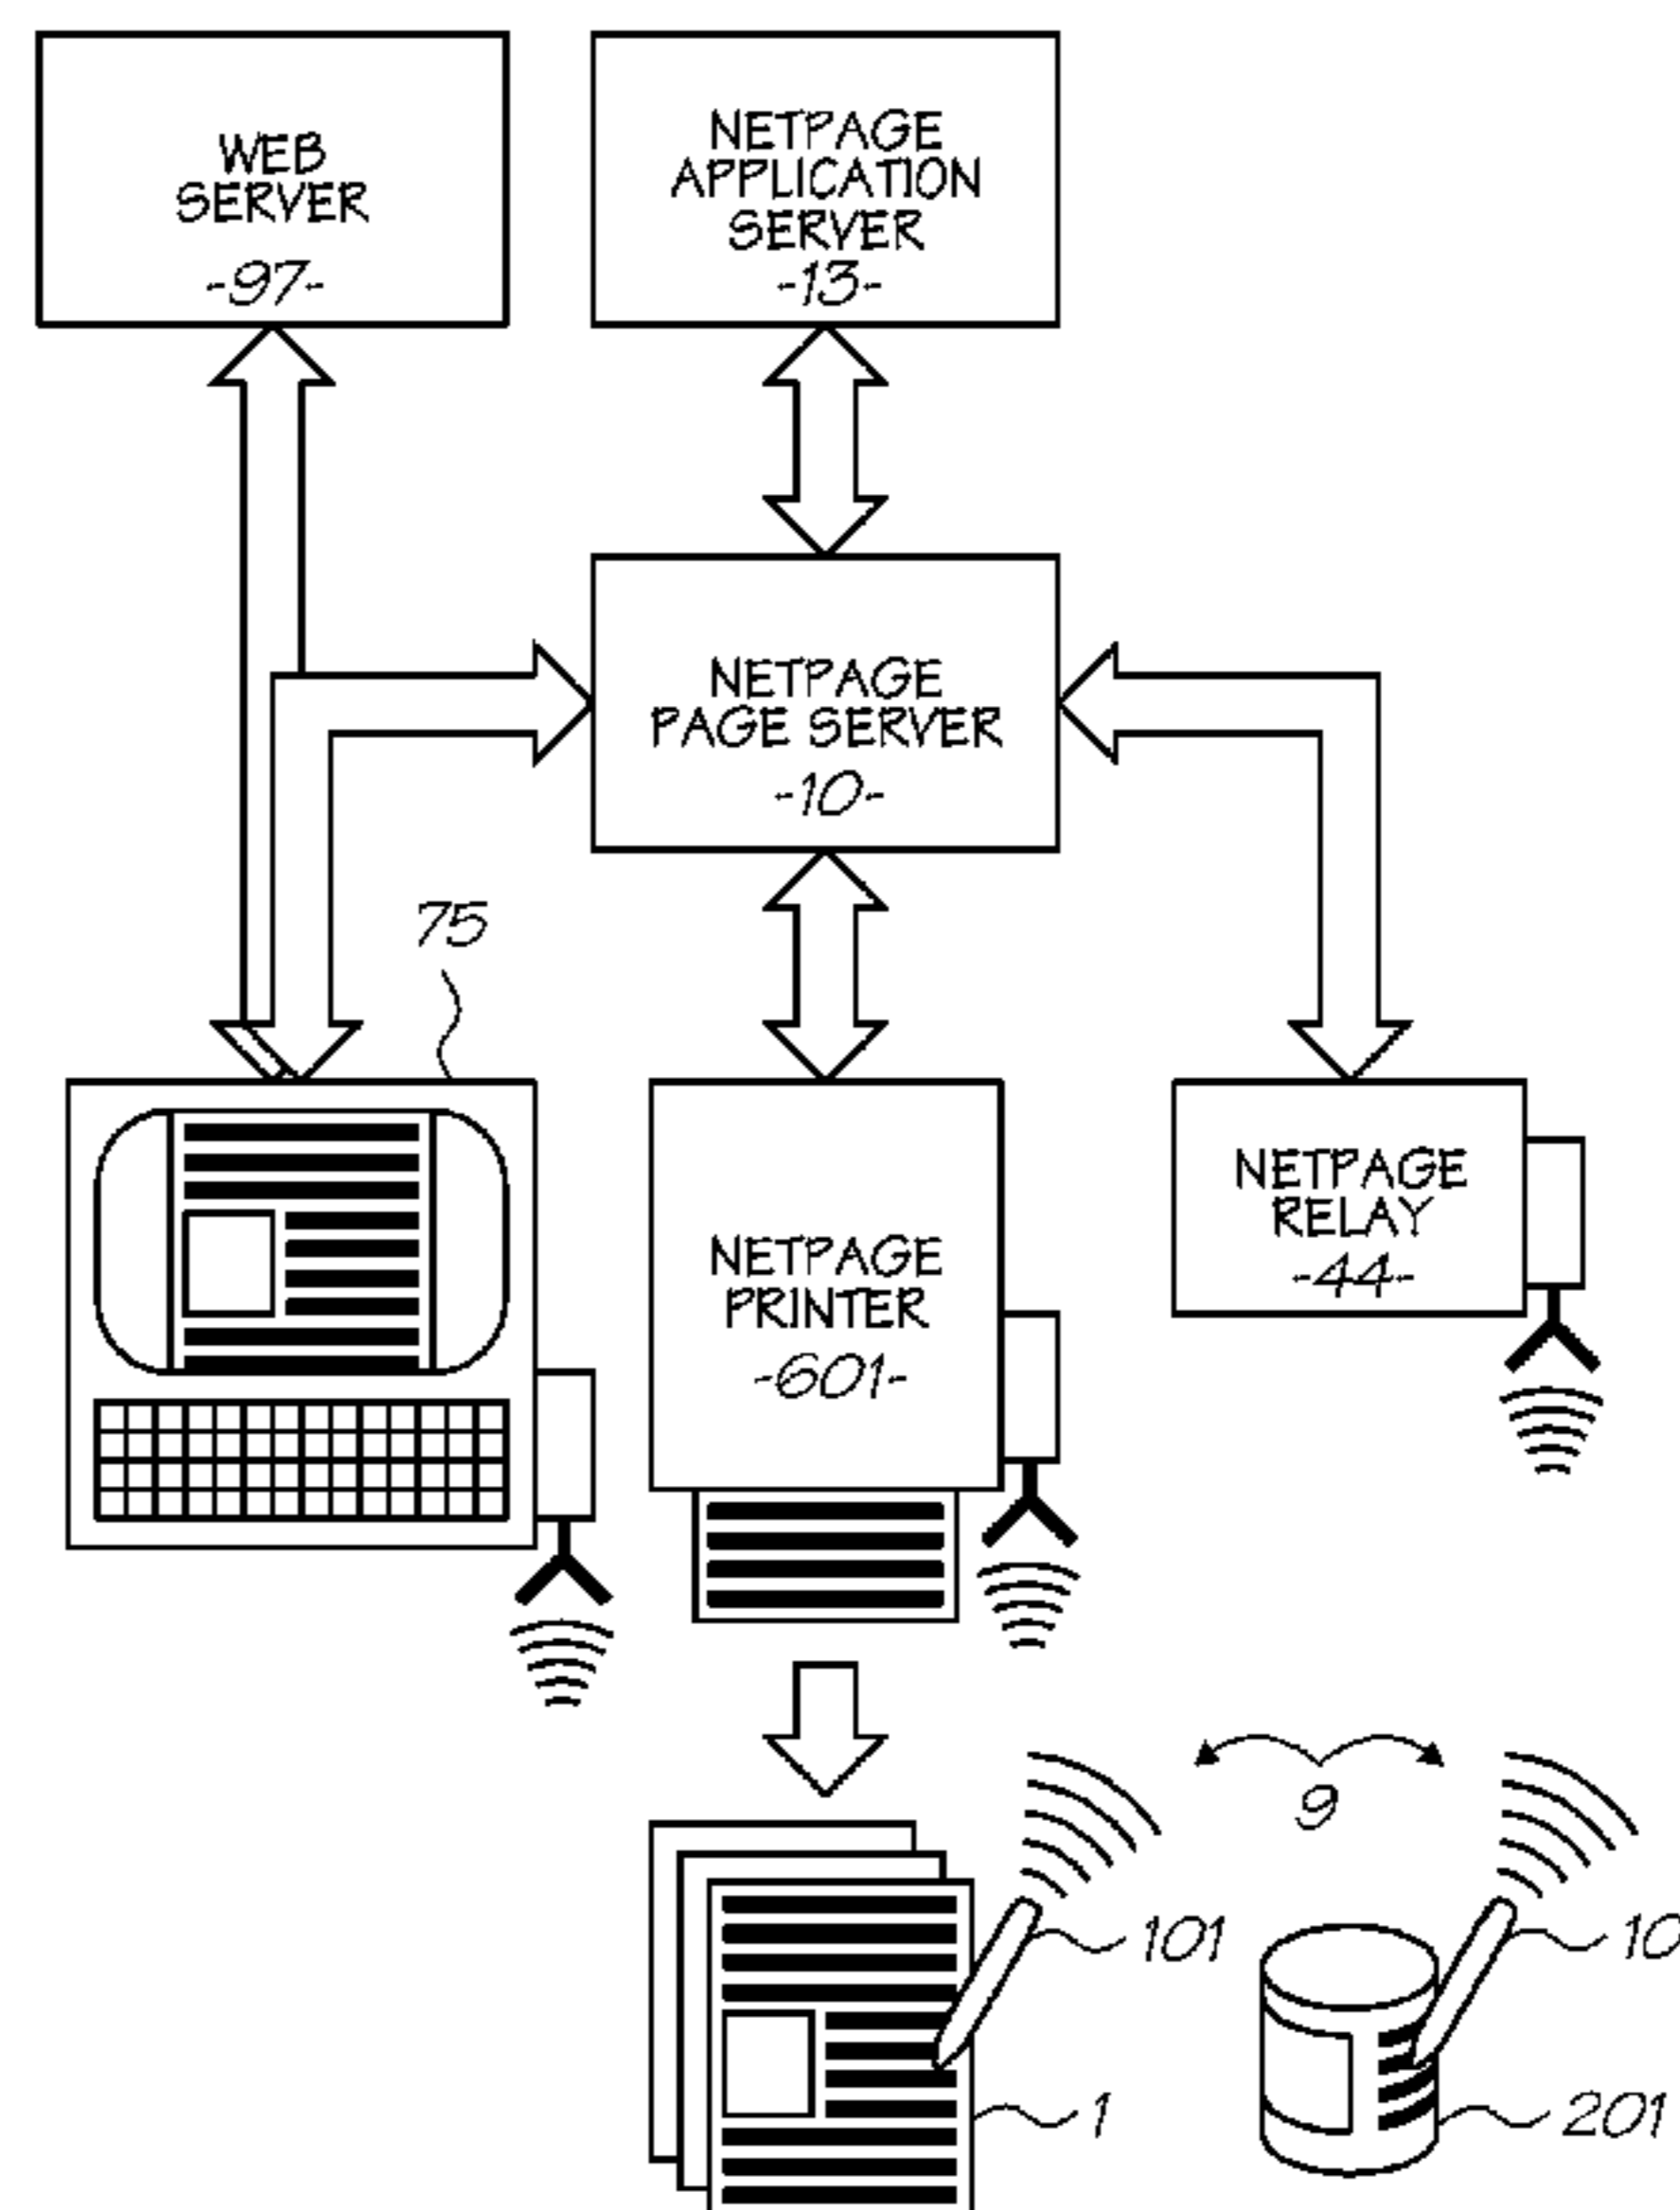 WEB
SERVER
-97-
NETPAGE
APPLICATION
SERVER
-13-
NETPAGE
PAGE SERVER
-10-
75
NETPAGE
PRINTER
-601-
NETPAGE
RELAY
-44-
9
101
10
1
201